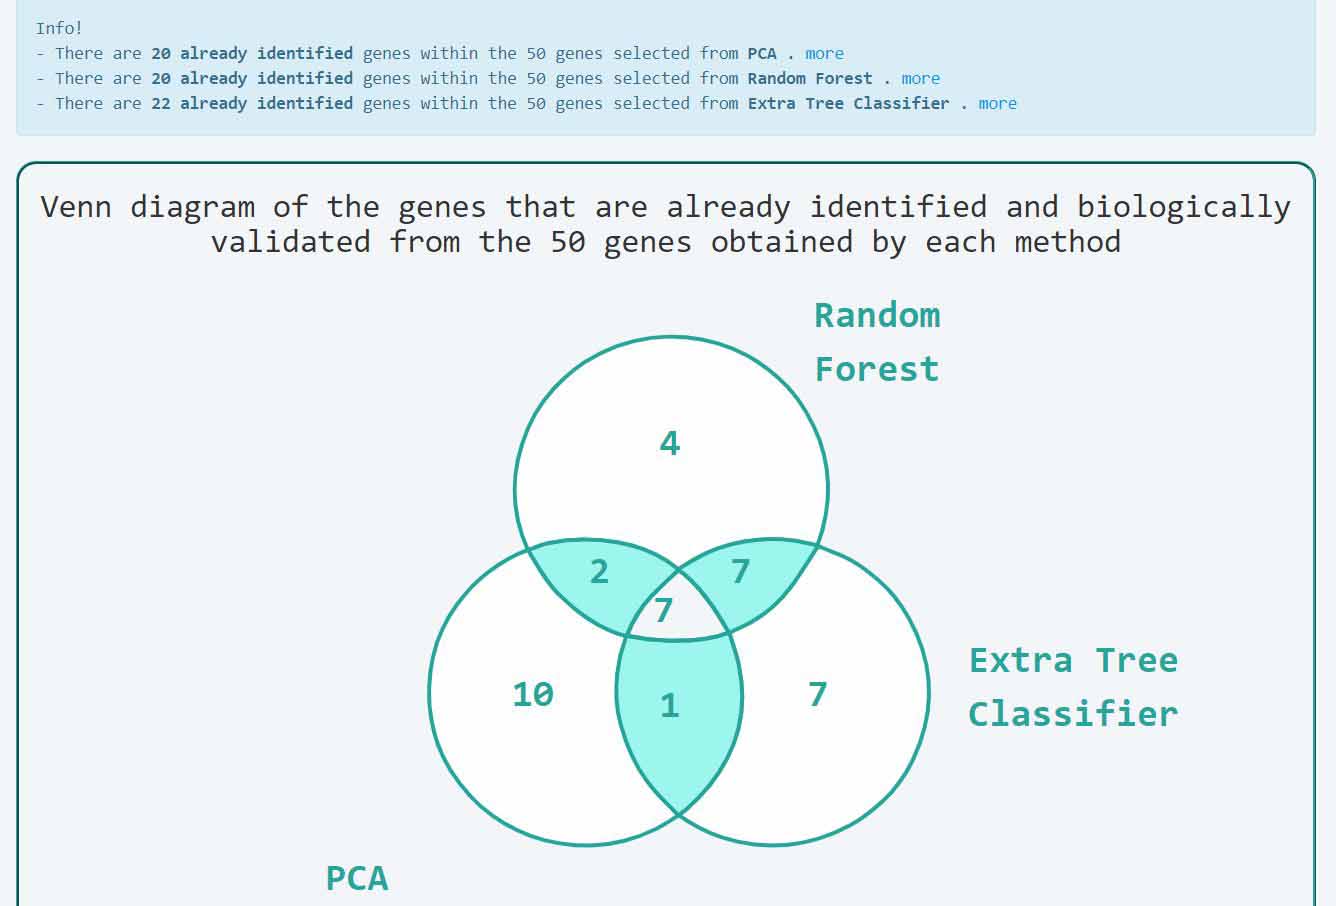 Info!
- There are 20 already identified genes within the 50 genes selected from PCA . more
- There are 20 already identified genes within the 50 genes selected from Random Forest . more
- There are 22 already identified genes within the 50 genes selected from Extra Tree Classifier . more
Venn diagram of the genes that are already identified and biologically
validated from the 50 genes obtained by each method
Random
Forest
4
2
7
7
10
1
7
Extra Tree
Classifier
PCA